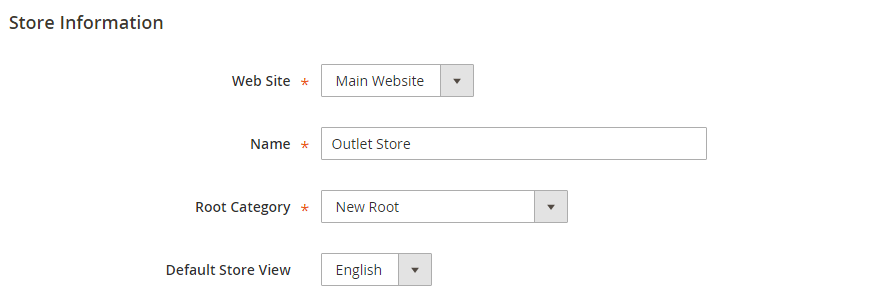 Store Information
Web Site * Main Website
Name * Outlet Store
Root Category * New Root
Default Store View English